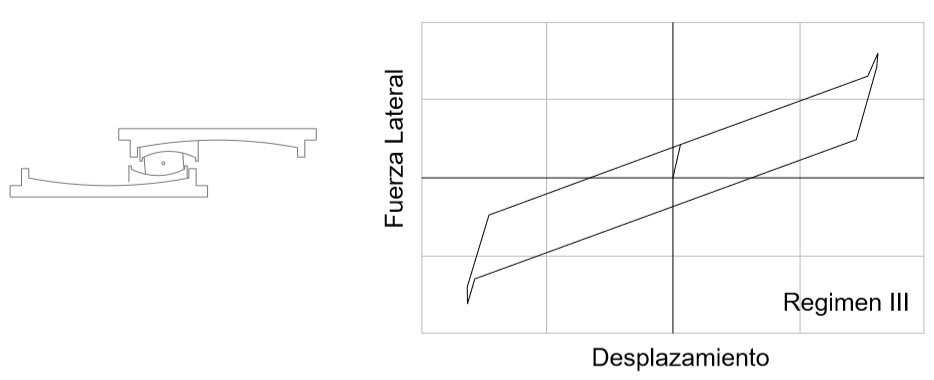 Fuerza Lateral
Regimen III
Desplazamiento